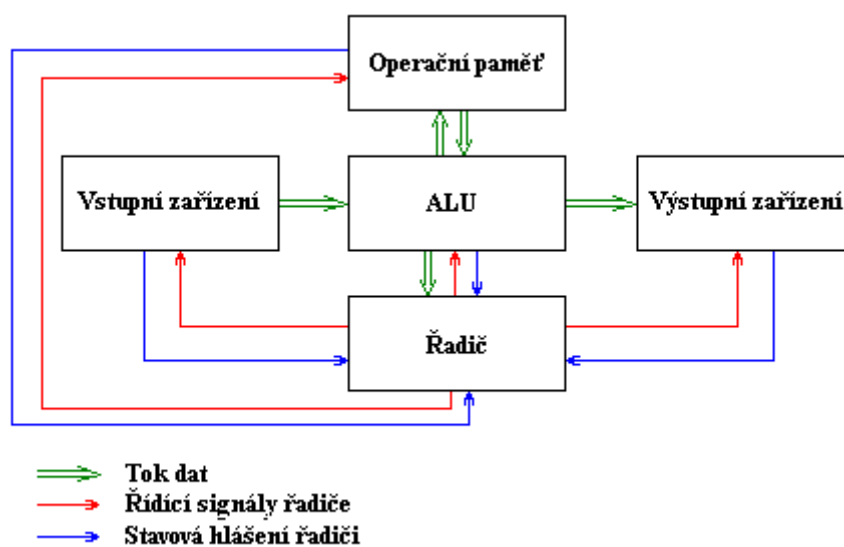 Operační paměť
Vstupní zařízení
ALU
Výstupní zařízení
Řadič
Tok dat
Řídící signály řadiče
Stavová hlášení řadiči